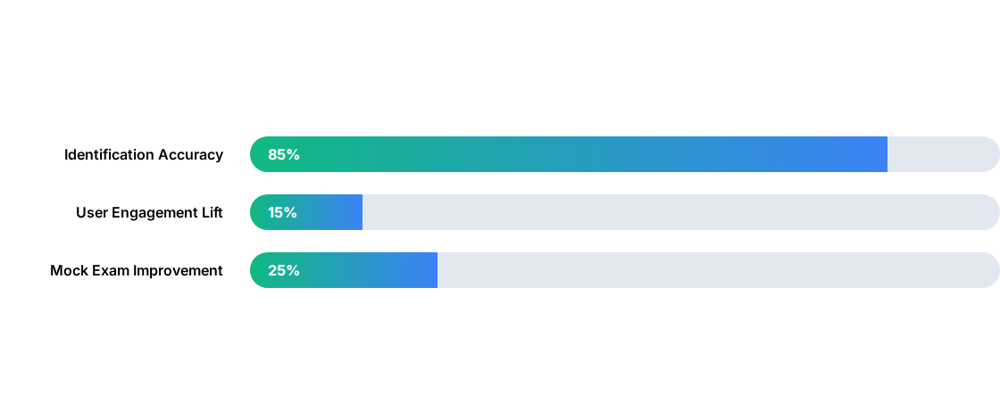 Identification Accuracy 85%
User Engagement Lift 15%
Mock Exam Improvement 25%